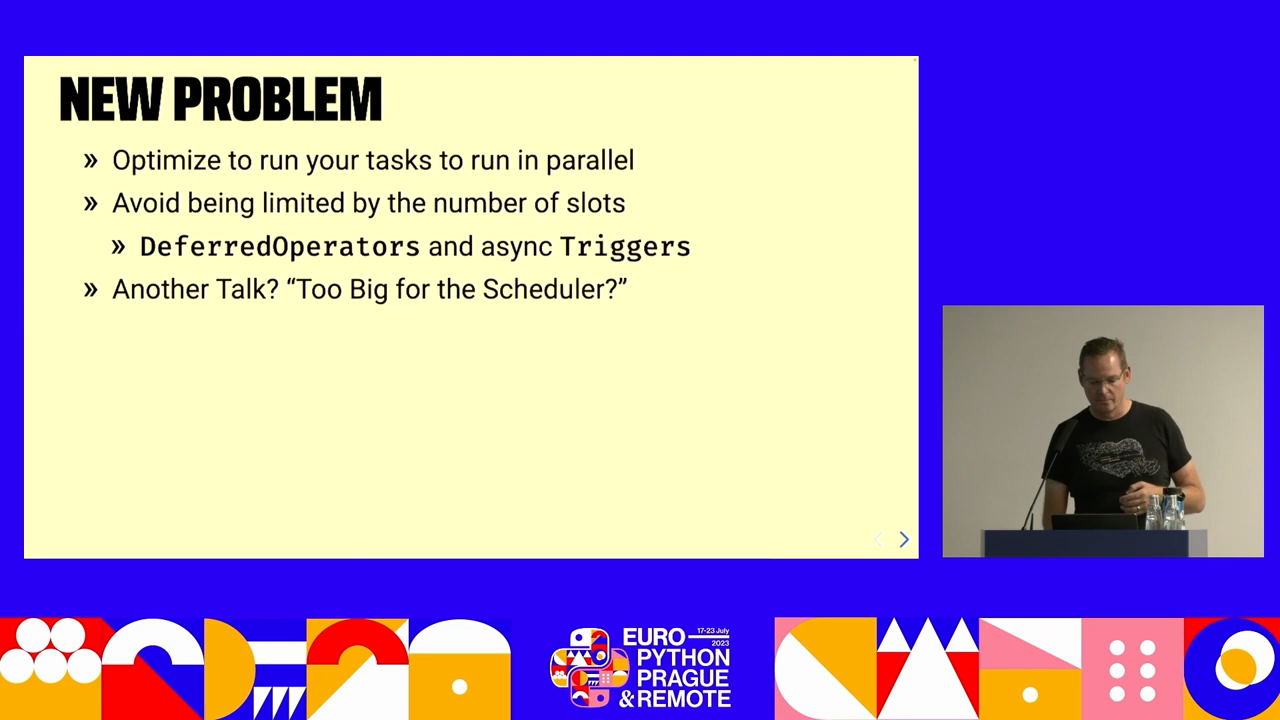 NEW PROBLEM
» Optimize to run your tasks to run in parallel
» Avoid being limited by the number of slots
» DeferredOperators and async Triggers
» Another Talk? “Too Big for the Scheduler?”
EURO 17-23 July 2023
PYTHON
PRAGUE
& REMOTE